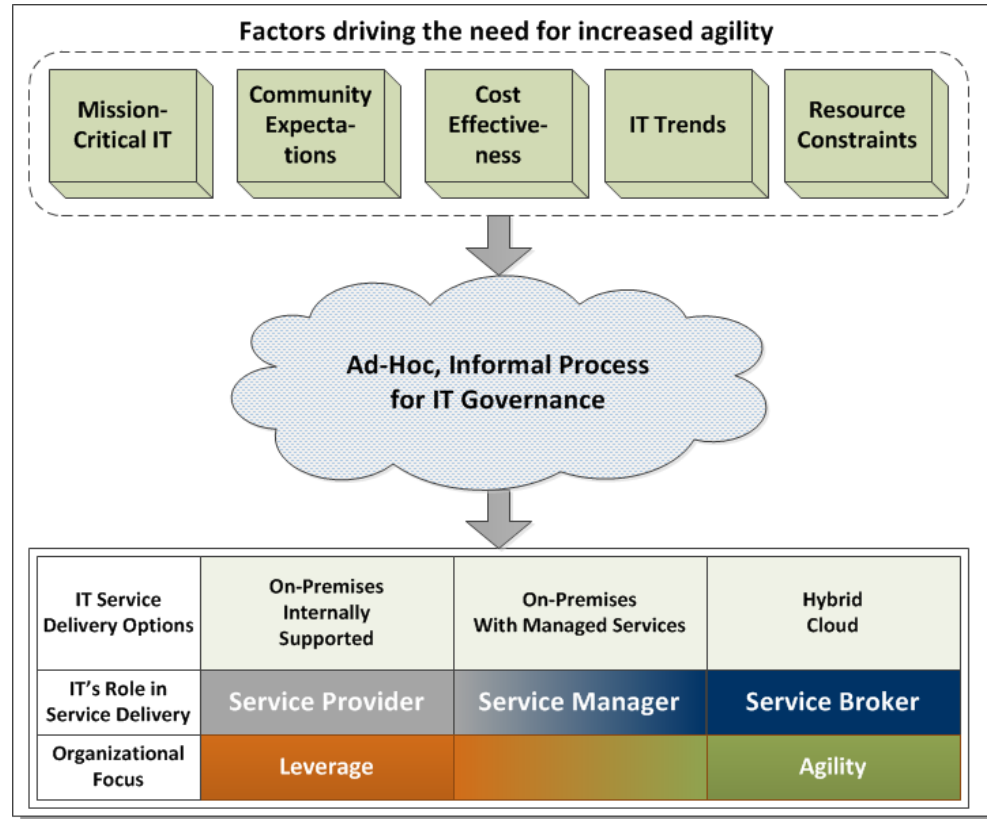 Factors driving the need for increased agility
Mission-
Critical IT
Community
Expecta-
tions
Cost
Effective-
ness
IT Trends
Resource
Constraints
Ad-Hoc, Informal Process
for IT Governance
IT Service
Delivery Options
On-Premises
Internally
Supported
On-Premises
With Managed Services
Hybrid
Cloud
IT's Role in
Service Delivery
Service Provider
Service Manager
Service Broker
Organizational
Focus
Leverage
Agility